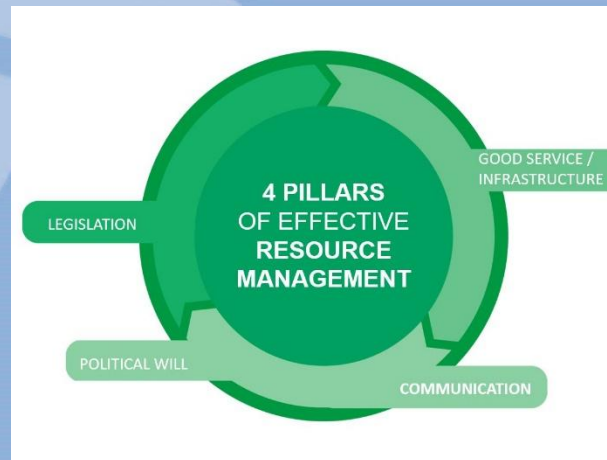 4 PILLARS
OF EFFECTIVE
RESOURCE
MANAGEMENT
GOOD SERVICE /
INFRASTRUCTURE
LEGISLATION
POLITICAL WILL
COMMUNICATION